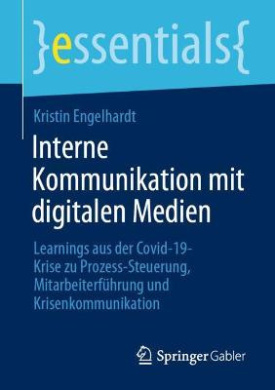 }essentials{
Kristin Engelhardt
Interne
Kommunikation mit
digitalen Medien
Learnings aus der Covid-19-
Krise zu Prozess-Steuerung,
Mitarbeiterführung und
Krisenkommunikation
Springer Gabler